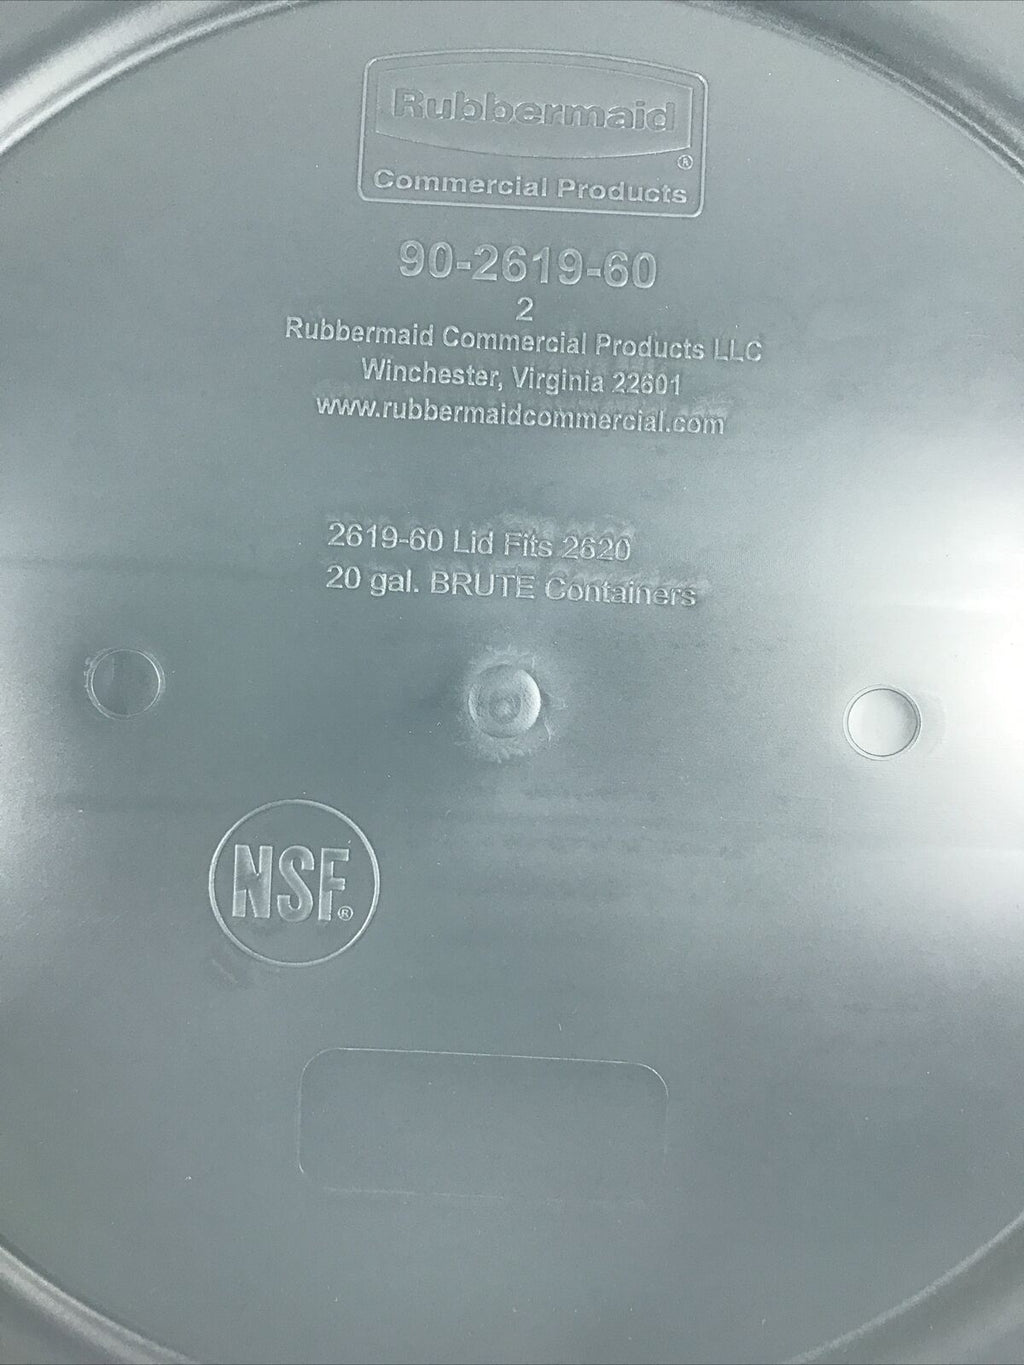 Rubbermaid
®
Commercial Products
90-2619-60
2
Rubbermaid Commercial Products LLC
Winchester, Virginia 22601
www.rubbermaidcommercial.com
2619-60 Lid Fits 2620
20 gal. BRUTE Containers
NSF®